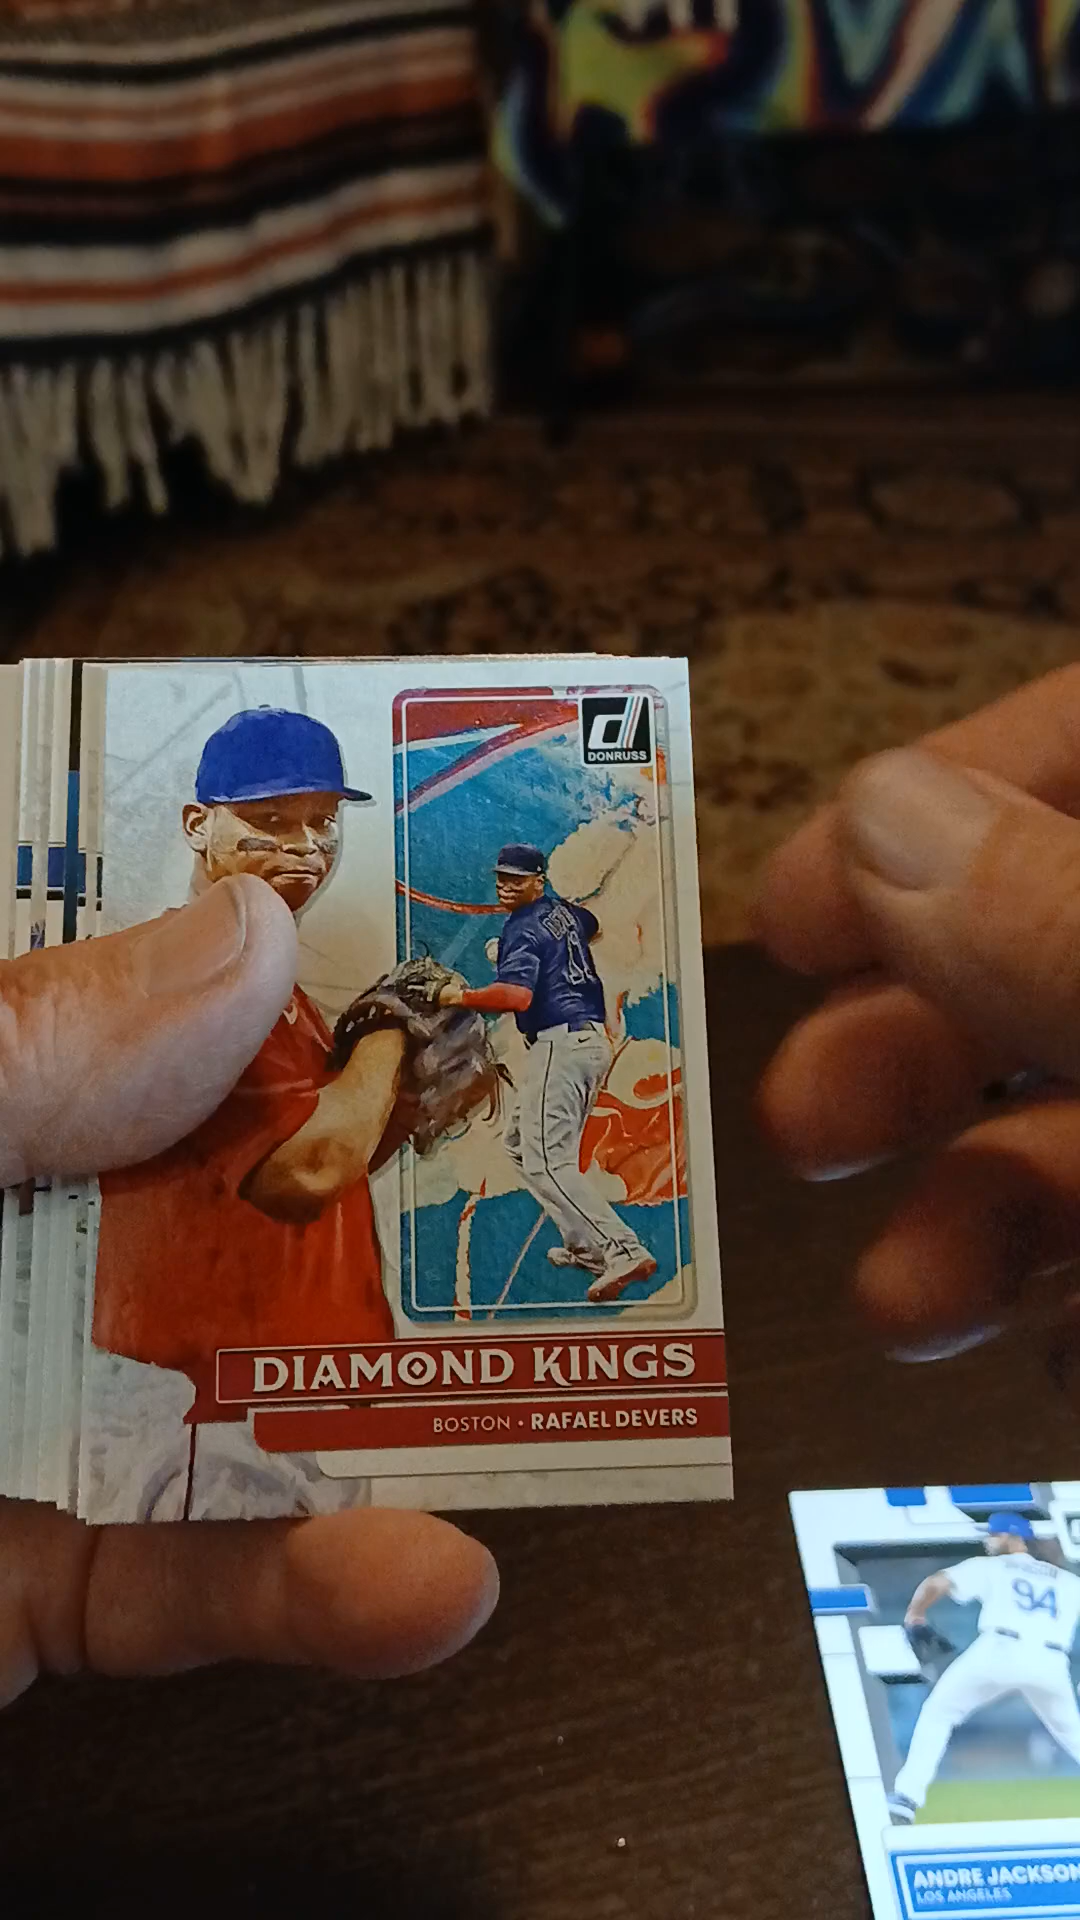 DONRUSS
DIAMOND KINGS
BOSTON • RAFAEL DEVERS
94
ANDRE JACKSON
LOS ANGELES